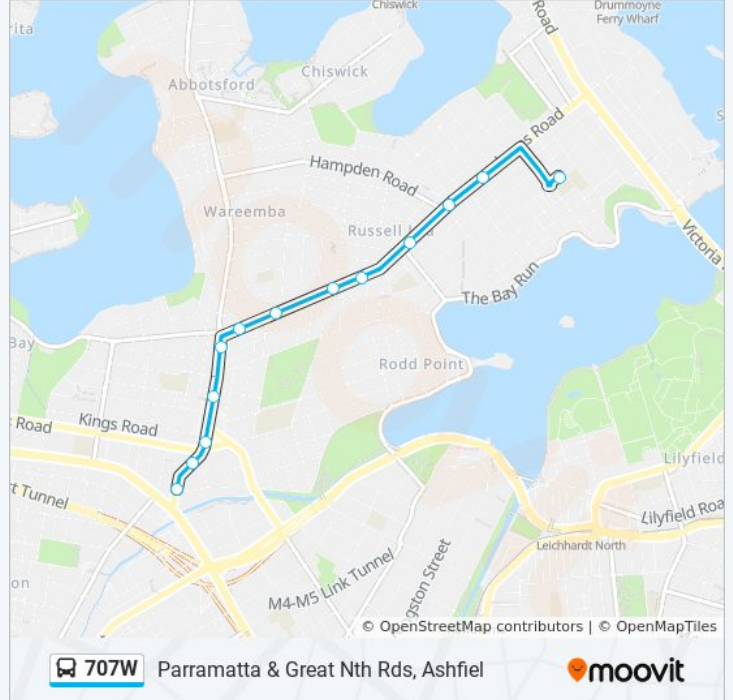 Chiswick
Drummoyne
Ferry Wharf
Road
rita
Abbotsford
Chiswick
s Road
Hampden Road
Wareemba
Russell
Victoria
The Bay Run
Bay
Rodd Point
Kings Road
Road
Lilyfield
rt Tunnel
Lilyfield Roa
Leichhardt North
on
M4-M5 Link Tunnel
gston Street
© OpenStreetMap contributors | © OpenMapTiles
707W Parramatta & Great Nth Rds, Ashfiel
moovit